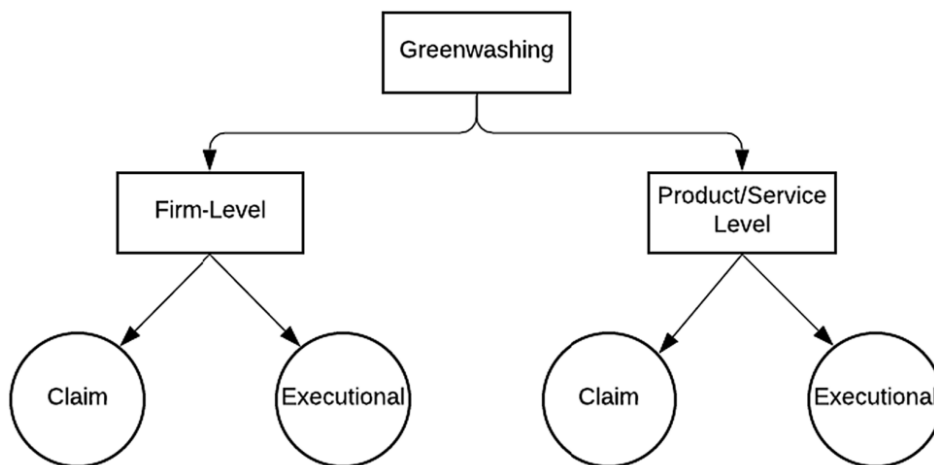 Greenwashing
Firm-Level
Product/Service
Level
Claim
Executional
Claim
Executional